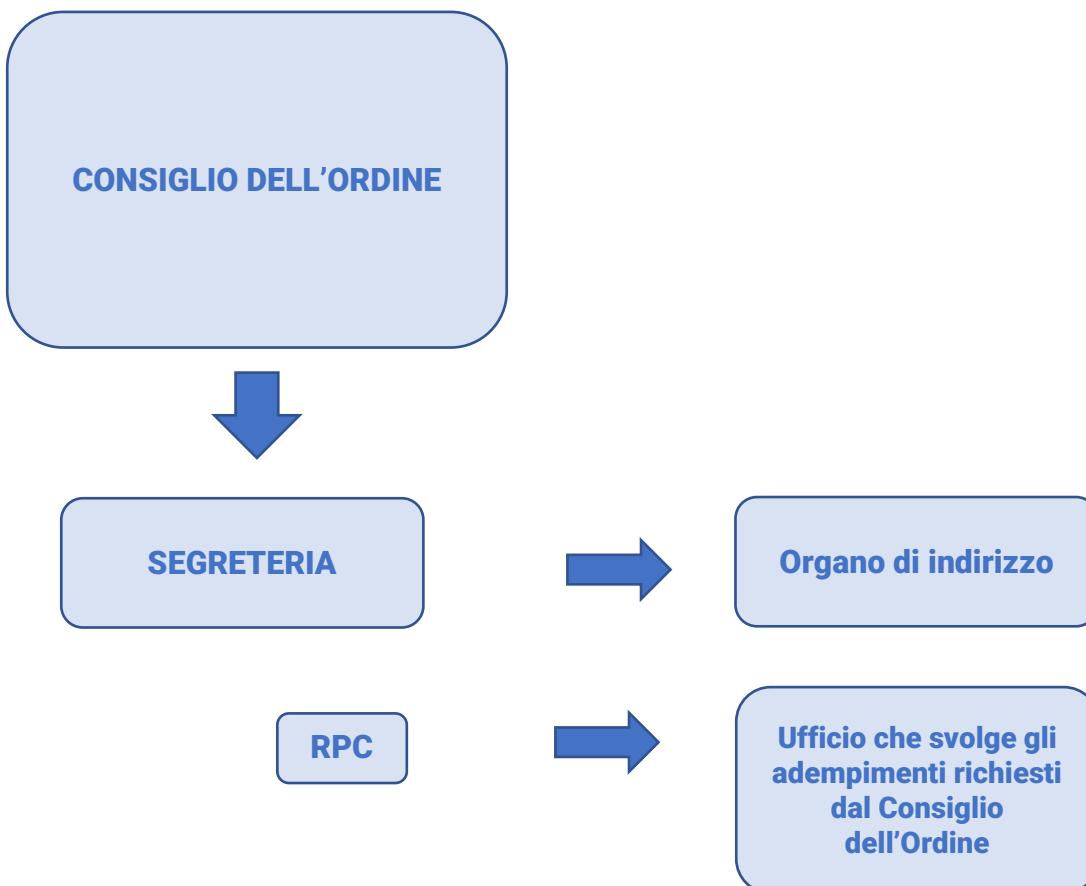 CONSIGLIO DELL’ORDINE
SEGRETERIA
Organo di indirizzo
RPC
Ufficio che svolge gli
adempimenti richiesti
dal Consiglio
dell’Ordine